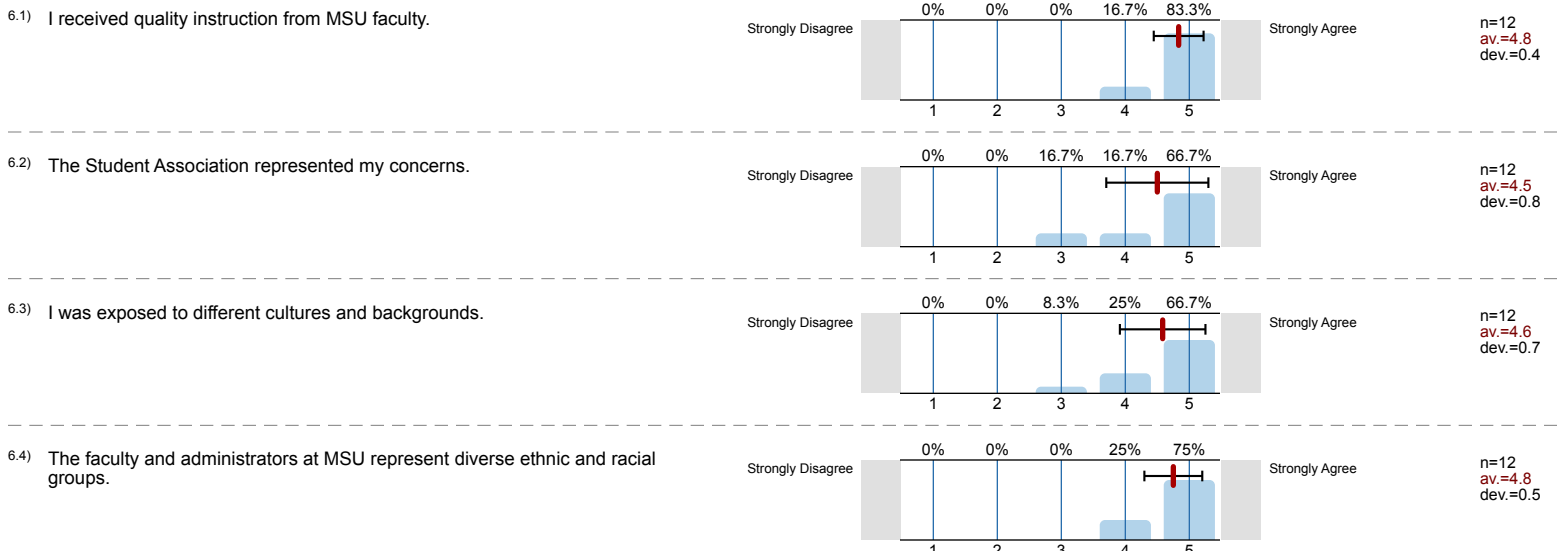 6.1) I received quality instruction from MSU faculty.
0% 0% 0% 16.7% 83.3%
Strongly Disagree
Strongly Agree
n=12
av.=4.8
dev.=0.4
1 2 3 4 5
6.2) The Student Association represented my concerns.
0% 0% 16.7% 16.7% 66.7%
Strongly Disagree
Strongly Agree
n=12
av.=4.5
dev.=0.8
1 2 3 4 5
6.3) I was exposed to different cultures and backgrounds.
0% 0% 8.3% 25% 66.7%
Strongly Disagree
Strongly Agree
n=12
av.=4.6
dev.=0.7
1 2 3 4 5
6.4) The faculty and administrators at MSU represent diverse ethnic and racial
groups.
0% 0% 0% 25% 75%
Strongly Disagree
Strongly Agree
n=12
av.=4.8
dev.=0.5
1 2 3 4 5